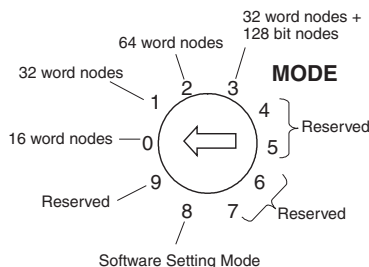 32 word nodes +
128 bit nodes
64 word nodes
MODE
32 word nodes
2
3
1
4
Reserved
16 word nodes
0
5
9
6
Reserved
8
7
Reserved
Software Setting Mode